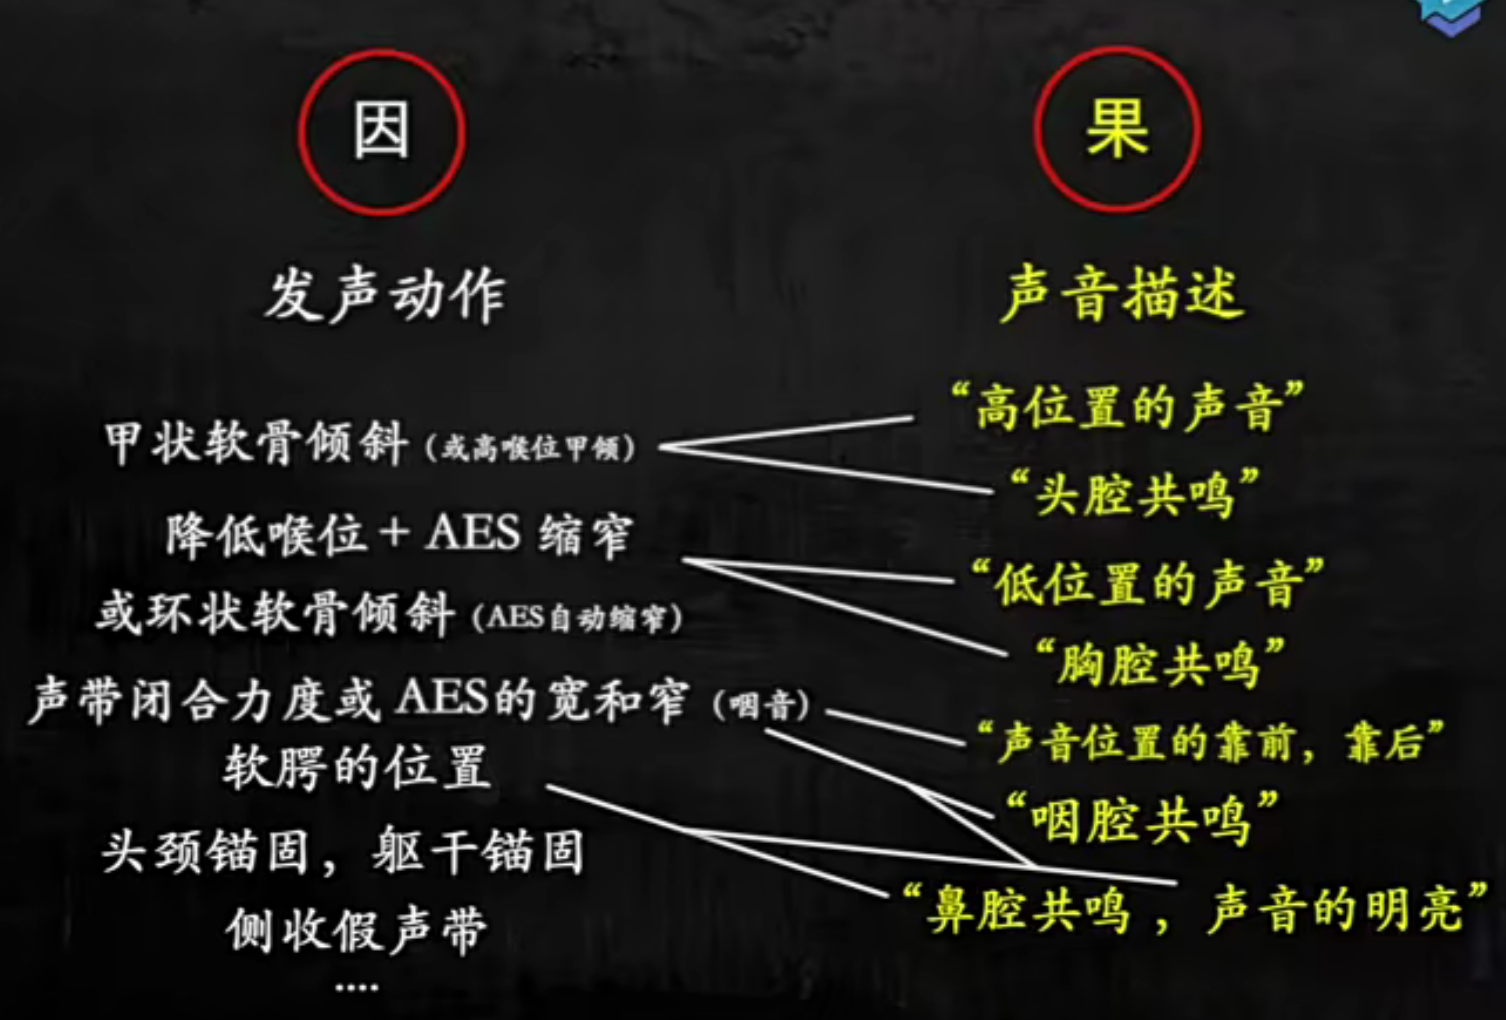 因
果
发声动作
声音描述
“高位置的声音”
甲状软骨倾斜（或高喉位甲倾）
“头腔共鸣”
降低喉位 + AES 缩窄
“低位置的声音”
或环状软骨倾斜（AES自动缩窄）
“胸腔共鸣”
声带闭合力度或 AES的宽和窄（咽音）
“声音位置的靠前，靠后”
软腭的位置
“咽腔共鸣”
头颈锚固，躯干锚固
“鼻腔共鸣，声音的明亮”
侧收假声带
....